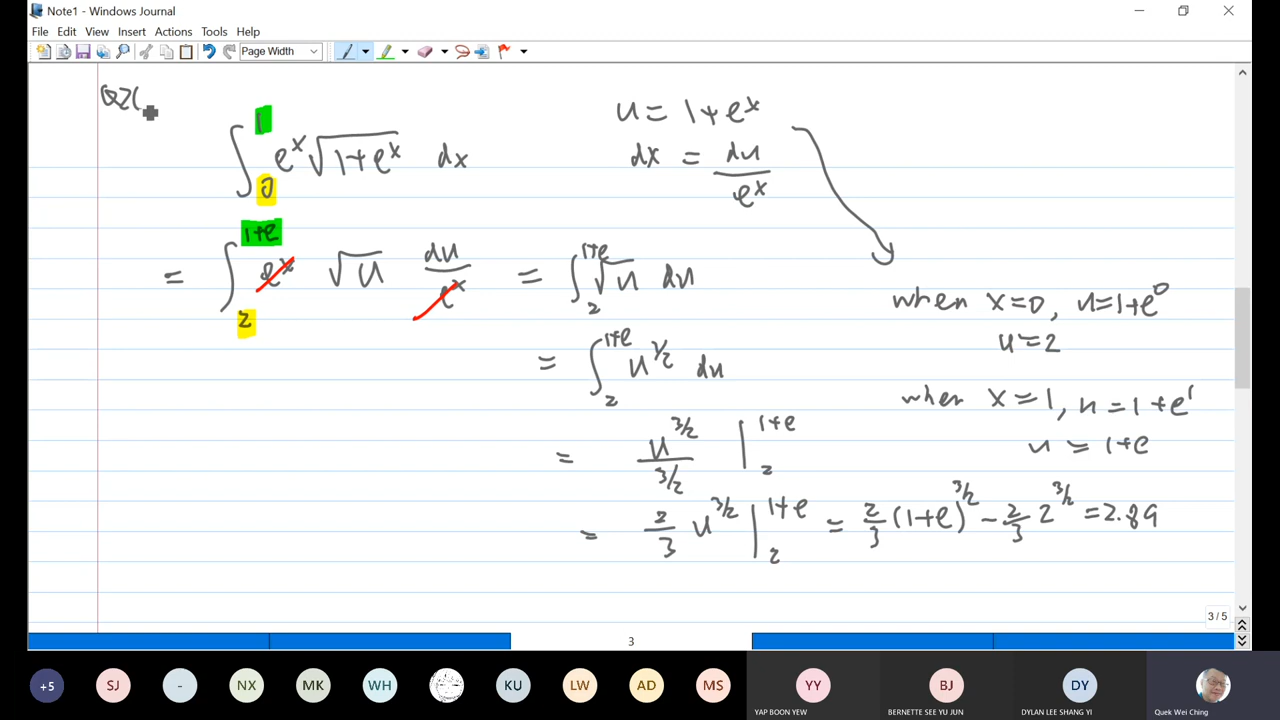 Note1 - Windows Journal
File Edit View Insert Actions Tools Help
Page Width
∫₀¹ eˣ √(1+eˣ) dx
u = 1+eˣ
dx = du/eˣ
= ∫₂^(1+e) eˣ √u du/eˣ = ∫₂^(1+e) √u du
when x=0, u=1+e⁰
u=2
= ∫₂^(1+e) u^(1/2) du
when x=1, u=1+e¹
u = 1+e
= u^(3/2)/(3/2) |₂^(1+e)
= 2/3 u^(3/2) |₂^(1+e) = 2/3 (1+e)^(3/2) - 2/3 2^(3/2) = 2.89
3 / 5
3
+5 SJ - NX MK WH KU LW AD MS YY BJ DY
YAP BOON YEW BERNETTE SEE YU JUN DYLAN LEE SHANG YI Quek Wei Ching